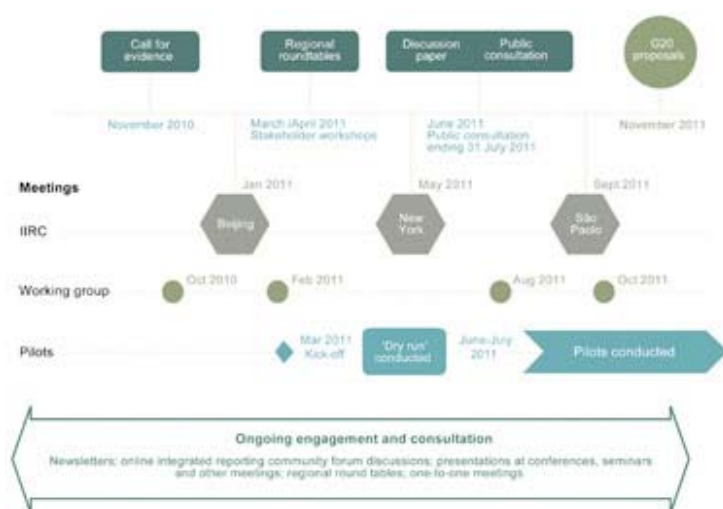 Call for
evidence
Regional
roundtables
Discussion
paper
Public
consultation
G20
proposals
November 2010
March /April 2011
Stakeholder workshops
June 2011
Public consultation
ending 31 July 2011
November 2011
Meetings
Jan 2011
May 2011
Sept 2011
IIRC
Beijing
New
York
São
Paolo
Working group
Oct 2010
Feb 2011
Aug 2011
Oct 2011
Pilots
Mar 2011
Kick-off
'Dry run'
conducted
June-July
2011
Pilots conducted
Ongoing engagement and consultation
Newsletters; online integrated reporting community forum discussions; presentations at conferences, seminars
and other meetings; regional round tables; one-to-one meetings